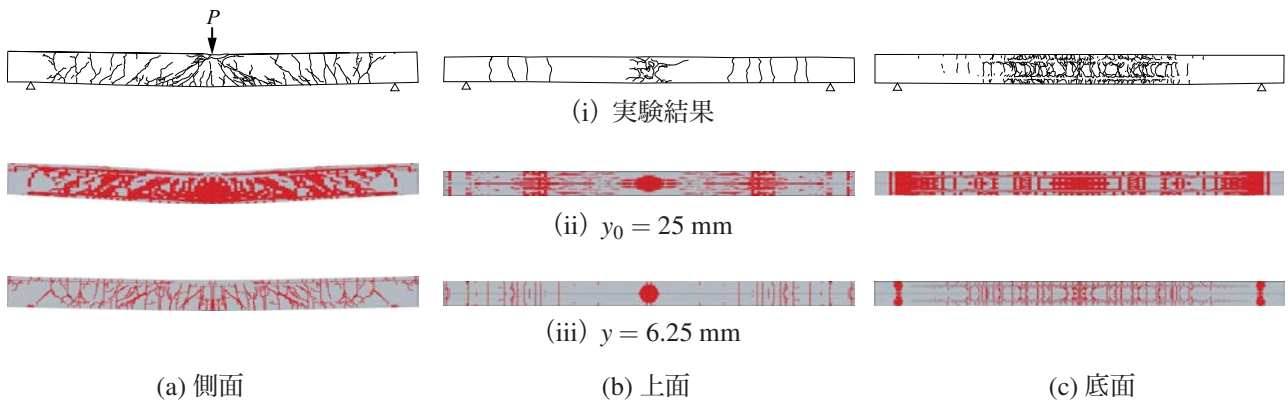 P
(i) 実験結果
(ii) y₀ = 25 mm
(iii) y = 6.25 mm
(a) 側面
(b) 上面
(c) 底面